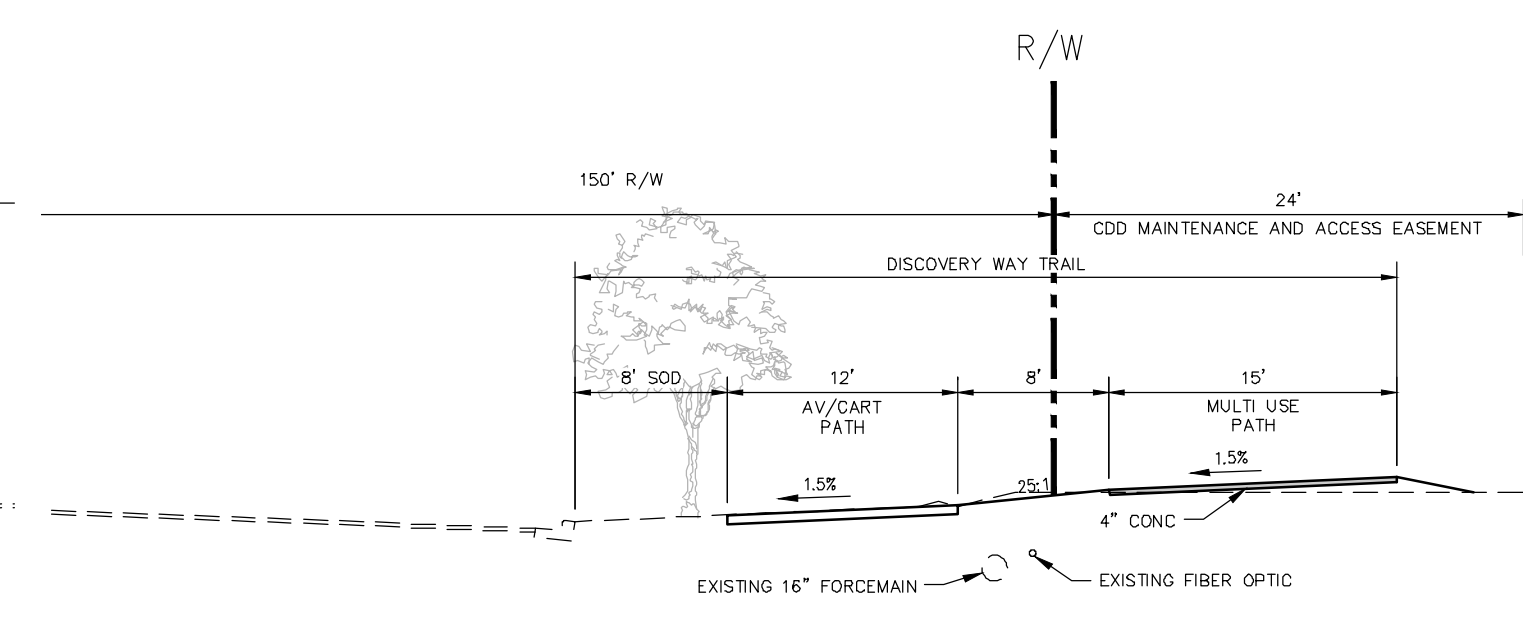 R/W
150' R/W
24'
CDD MAINTENANCE AND ACCESS EASEMENT
DISCOVERY WAY TRAIL
8' SOD
12'
8'
15'
AV/CART
PATH
MULTI USE
PATH
1.5%
1.5%
25:1
4" CONC
EXISTING 16" FORCEMAIN
EXISTING FIBER OPTIC